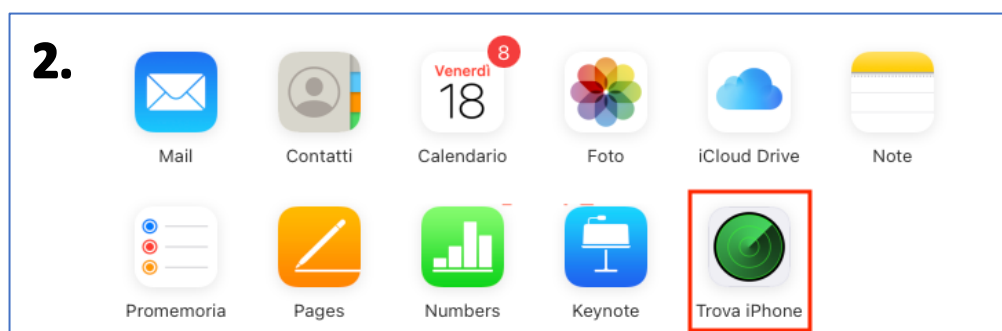 2.
8
Venerdì
18
Mail Contatti Calendario Foto iCloud Drive Note
Promemoria Pages Numbers Keynote Trova iPhone